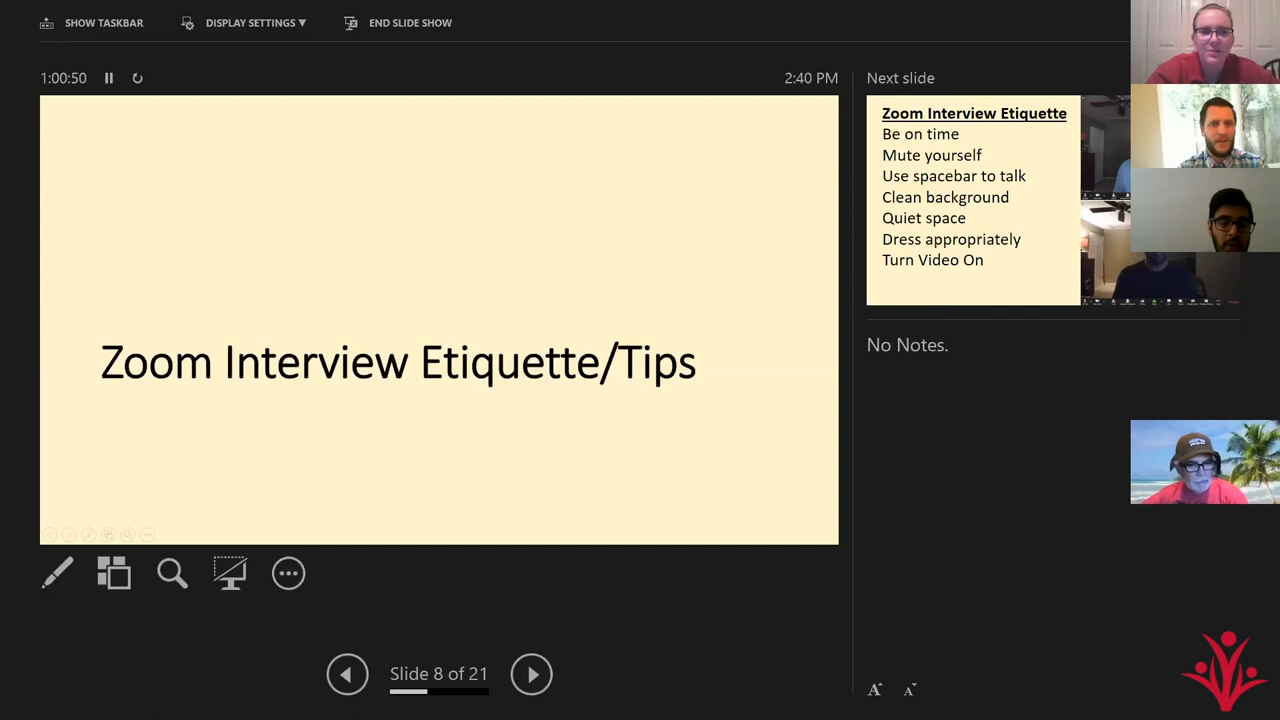 SHOW TASKBAR
DISPLAY SETTINGS ▼
END SLIDE SHOW
1:00:50
2:40 PM
Zoom Interview Etiquette/Tips
Slide 8 of 21
Next slide
Zoom Interview Etiquette
Be on time
Mute yourself
Use spacebar to talk
Clean background
Quiet space
Dress appropriately
Turn Video On
No Notes.
A A